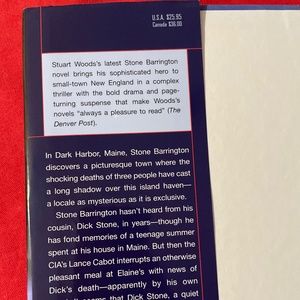 U.S.A. $25.95
Canada $36.00
Stuart Woods's latest Stone Barrington
novel brings his sophisticated hero to
small-town New England in a complex
thriller with the bold drama and page-
turning suspense that make Woods's
novels "always a pleasure to read" (The
Denver Post).
In Dark Harbor, Maine, Stone Barrington
discovers a picturesque town where the
shocking deaths of three people have cast
a long shadow over this island haven—
a locale as mysterious as it is exclusive.
Stone Barrington hasn't heard from his
cousin, Dick Stone, in years—though he
has fond memories of a teenage summer
spent at his house in Maine. But then the
CIA's Lance Cabot interrupts an otherwise
pleasant meal at Elaine's with news of
Dick's death—apparently by his own
seems that Dick Stone, a quiet